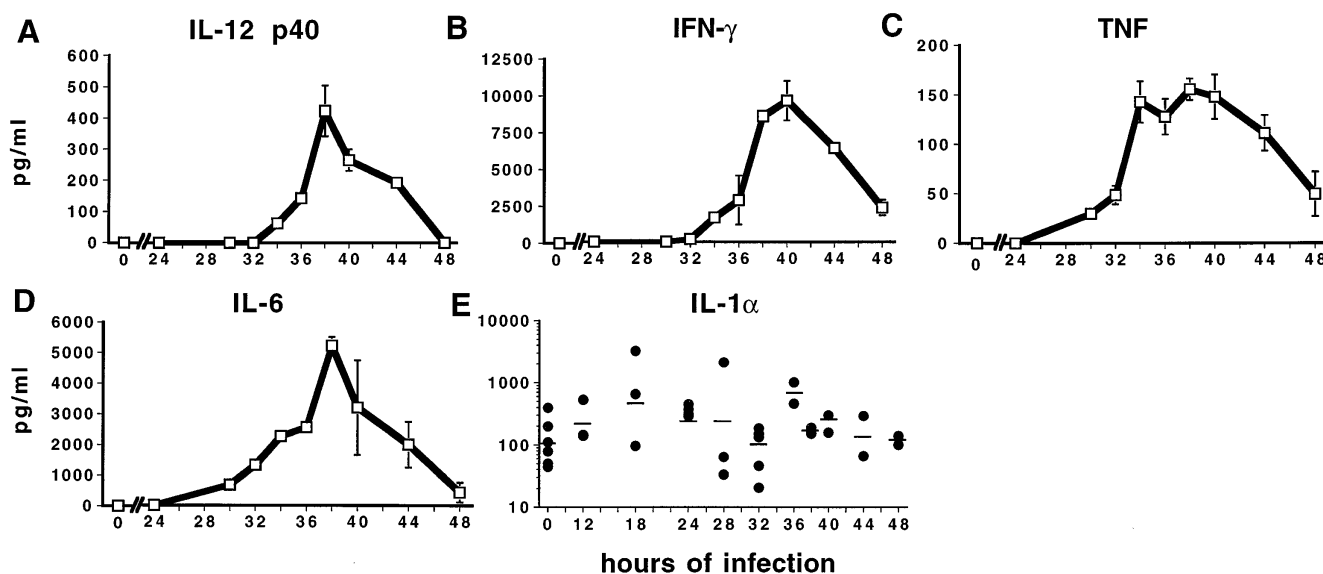 A IL-12 p40
pg/ml
600
500
400
300
200
100
0
0 24 28 32 36 40 44 48
B IFN-γ
12500
10000
7500
5000
2500
0
0 24 28 32 36 40 44 48
C TNF
200
150
100
50
0
0 24 28 32 36 40 44 48
D IL-6
pg/ml
6000
5000
4000
3000
2000
1000
0
0 24 28 32 36 40 44 48
E IL-1α
10000
1000
100
10
0 12 18 24 28 32 36 40 44 48
hours of infection